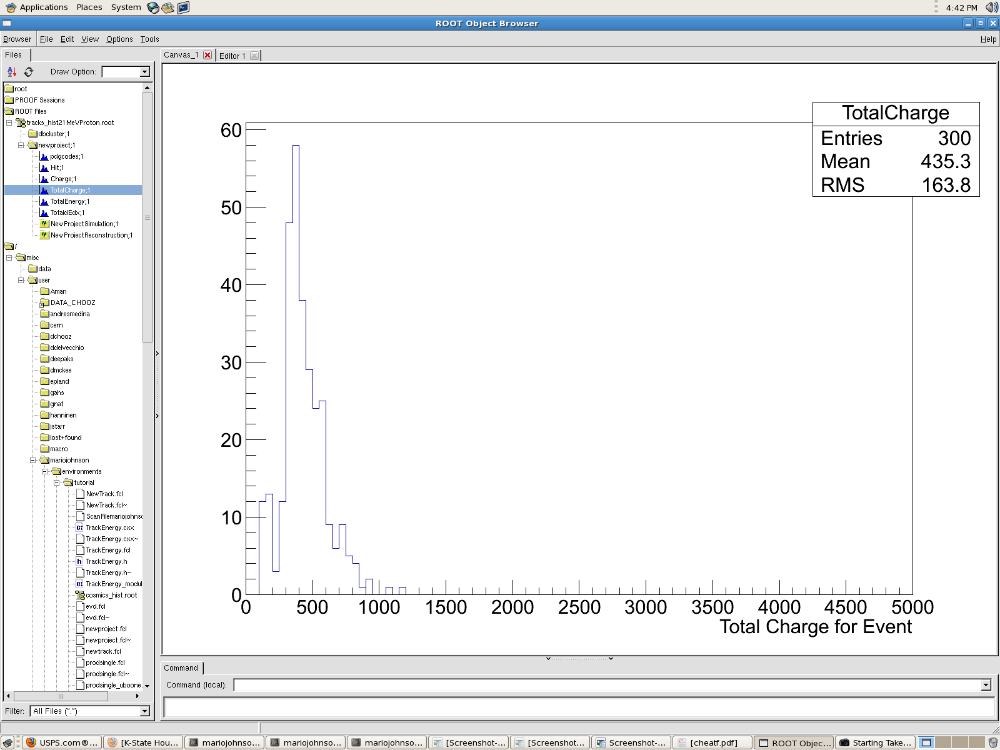 Applications Places System 4:42 PM
ROOT Object Browser
Browser File Edit View Options Tools Help
Files
Canvas_1 Editor 1
Draw Option:
root
PROOF Sessions
ROOT Files
tracks_hist21MeVProton.root
dbcluster;1
newproject;1
pdgcodes;1
Hit;1
Charge;1
TotalCharge;1
TotalEnergy;1
TotaldEdx;1
NewProjectSimulation;1
NewProjectReconstruction;1
/
misc
data
user
Aman
DATA_CHOOZ
andresmedina
cern
dchooz
ddelvecchio
deepaks
dmckee
epland
gahs
gnat
hanninen
jstarr
lost+found
macro
mariojohnson
environments
tutorial
NewTrack.fcl
NewTrack.fcl~
ScanFilemariojohnso
TrackEnergy.cxx
TrackEnergy.cxx~
TrackEnergy.fcl
TrackEnergy.h
TrackEnergy.h~
TrackEnergy_modul
cosmics_hist.root
evd.fcl
evd.fcl~
newproject.fcl
newproject.fcl~
newtrack.fcl
prodsingle.fcl
prodsingle.fcl~
prodsingle_uboone.
Filter: All Files (*.*)
TotalCharge
Entries 300
Mean 435.3
RMS 163.8
60
50
40
30
20
10
0
0 500 1000 1500 2000 2500 3000 3500 4000 4500 5000
Total Charge for Event
Command
Command (local):
USPS.com®... [K-State Hou... mariojohnso... mariojohnso... mariojohnso... [Screenshot-... [Screenshot... Screenshot-... [cheatf.pdf] ROOT Objec... Starting Take...